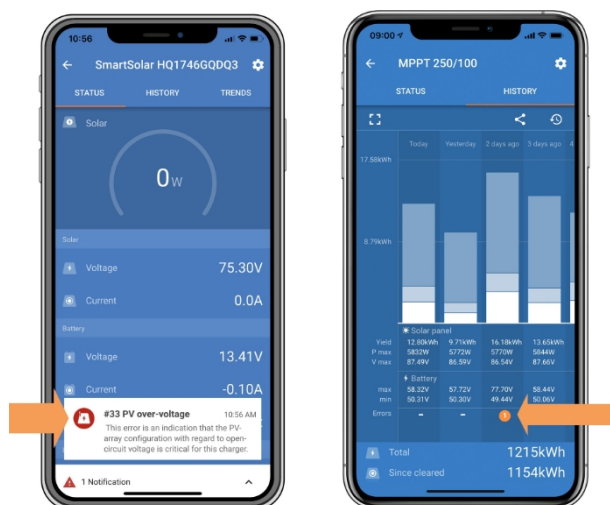 10:56
SmartSolar HQ1746GQDQ3
STATUS HISTORY TRENDS
Solar
0W
Solar
Voltage 75.30V
Current 0.0A
Battery
Voltage 13.41V
Current -0.10A
#33 PV over-voltage 10:56 AM
This error is an indication that the PV-
array configuration with regard to open-
circuit voltage is critical for this charger.
1 Notification
09:00
MPPT 250/100
STATUS HISTORY
Today Yesterday 2 days ago 3 days ago 4
17.58kWh
8.79kWh
Solar panel
Yield 12.80kWh 9.71kWh 16.18kWh 13.65kWh
P max 5832W 5772W 5770W 5844W
V max 87.49V 86.59V 86.54V 87.66V
Battery
max 58.32V 57.72V 77.70V 58.44V
min 50.31V 50.30V 49.44V 50.06V
Errors -- -- 1
Total 1215kWh
Since cleared 1154kWh